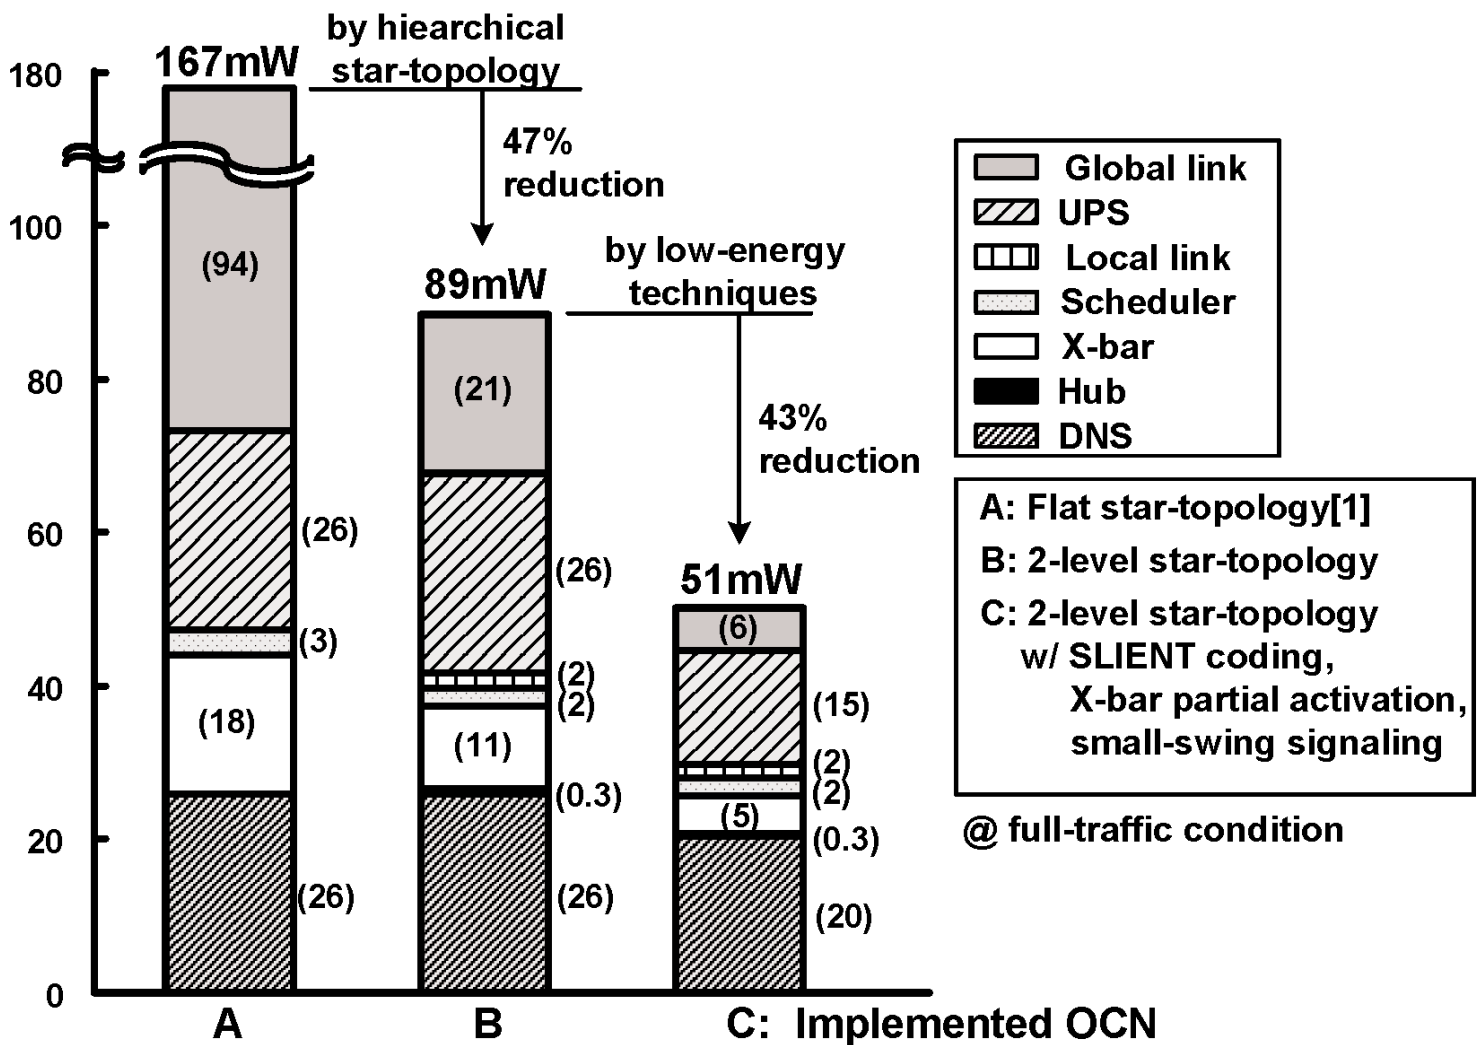 by hiearchical
star-topology
167mW
180
47%
reduction
100
(94)
by low-energy
techniques
89mW
80
(21)
43%
reduction
60
(26)
(26)
51mW
(6)
(3)
(2)
(2)
40
(18)
(11)
(15)
(2)
(2)
(0.3)
(5)
(0.3)
20
(26)
(26)
(20)
0
A
B
C: Implemented OCN
Global link
UPS
Local link
Scheduler
X-bar
Hub
DNS
A: Flat star-topology[1]
B: 2-level star-topology
C: 2-level star-topology
w/ SLIENT coding,
X-bar partial activation,
small-swing signaling
@ full-traffic condition